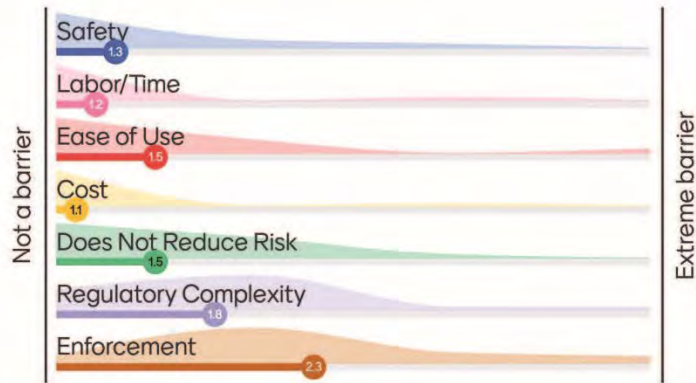 Not a barrier
Safety
1.3
Labor/Time
1.2
Ease of Use
1.5
Cost
1.1
Does Not Reduce Risk
1.5
Regulatory Complexity
1.8
Enforcement
2.3
Extreme barrier